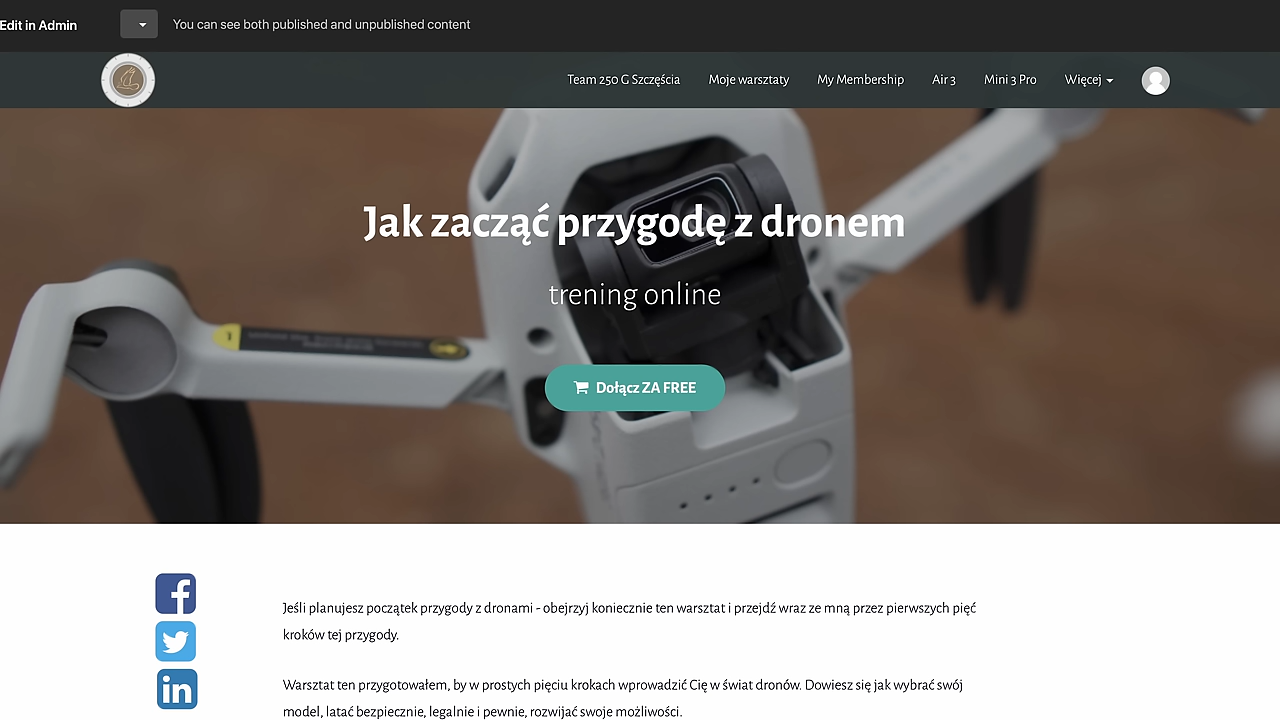 Edit in Admin
You can see both published and unpublished content
Team 250 G Szczęścia
Moje warsztaty
My Membership
Air 3
Mini 3 Pro
Więcej
Jak zacząć przygodę z dronem
trening online
Dołącz ZA FREE
Jeśli planujesz początek przygody z dronami - obejrzyj koniecznie ten warsztat i przejdź wraz ze mną przez pierwszych pięć
kroków tej przygody.
Warsztat ten przygotowałem, by w prostych pięciu krokach wprowadzić Cię w świat dronów. Dowiesz się jak wybrać swój
model, latać bezpiecznie, legalnie i pewnie, rozwijać swoje możliwości.